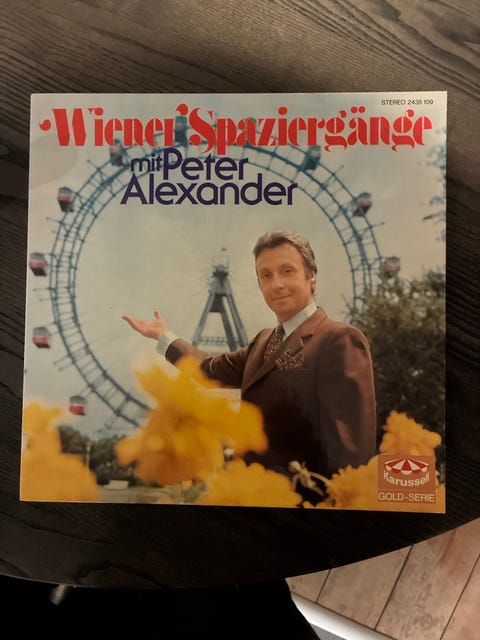 STEREO 2435 109
Wiener Spaziergänge
mit Peter
Alexander
Karussell
GOLD-SERIE